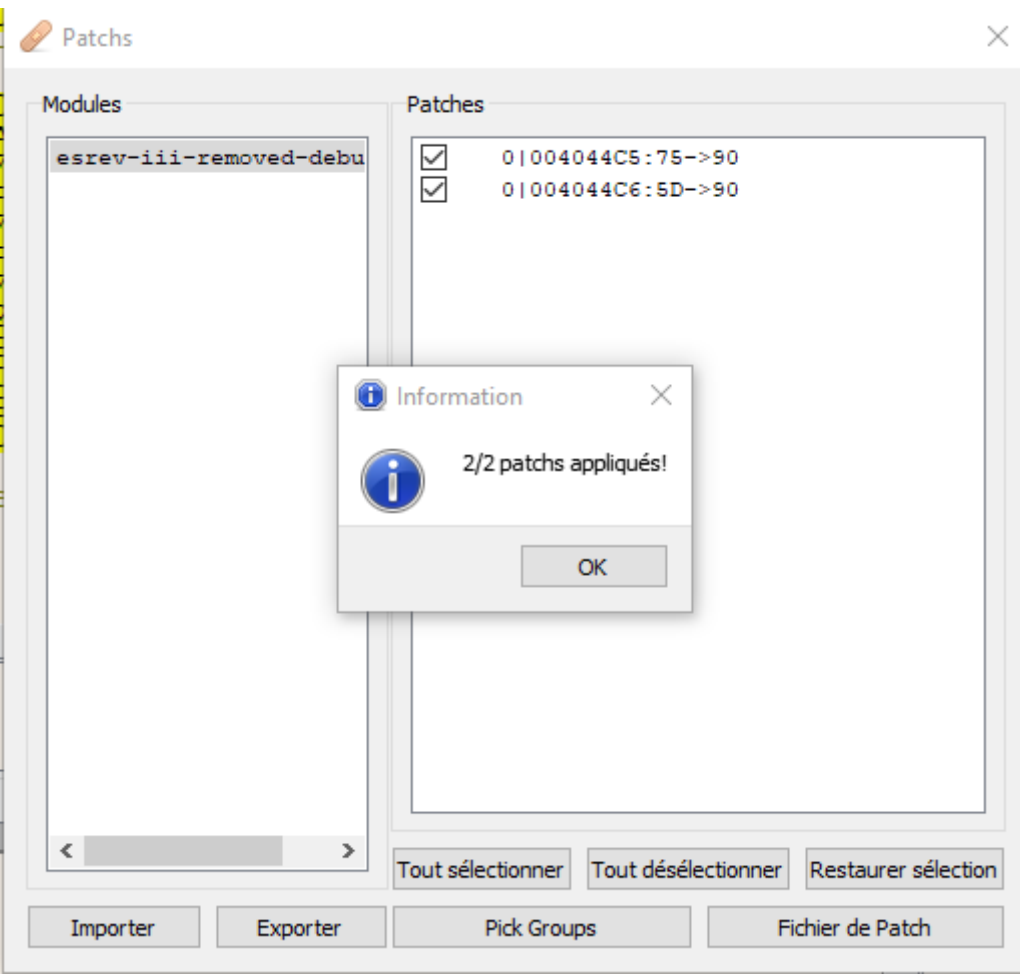 Patchs
Modules
Patches
esrev-iii-removed-debu
0|004044C5:75->90
0|004044C6:5D->90
Information
2/2 patchs appliqués!
OK
Tout sélectionner
Tout désélectionner
Restaurer sélection
Importer
Exporter
Pick Groups
Fichier de Patch